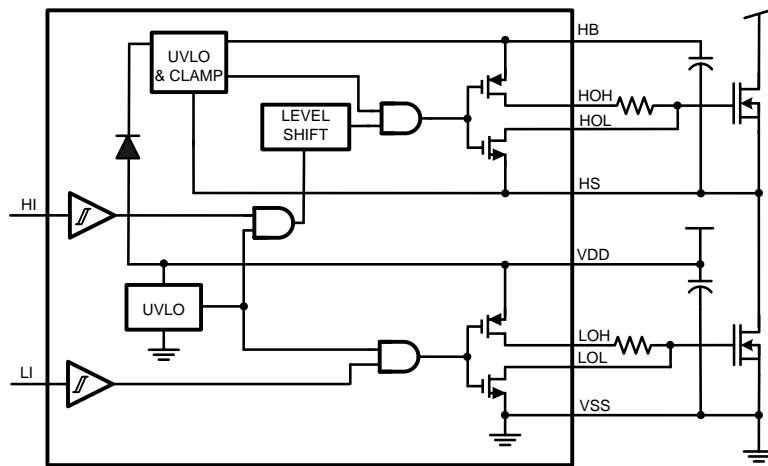 HB
UVLO
& CLAMP
HOH
LEVEL
SHIFT
HOL
HS
HI
VDD
UVLO
LOH
LOL
LI
VSS